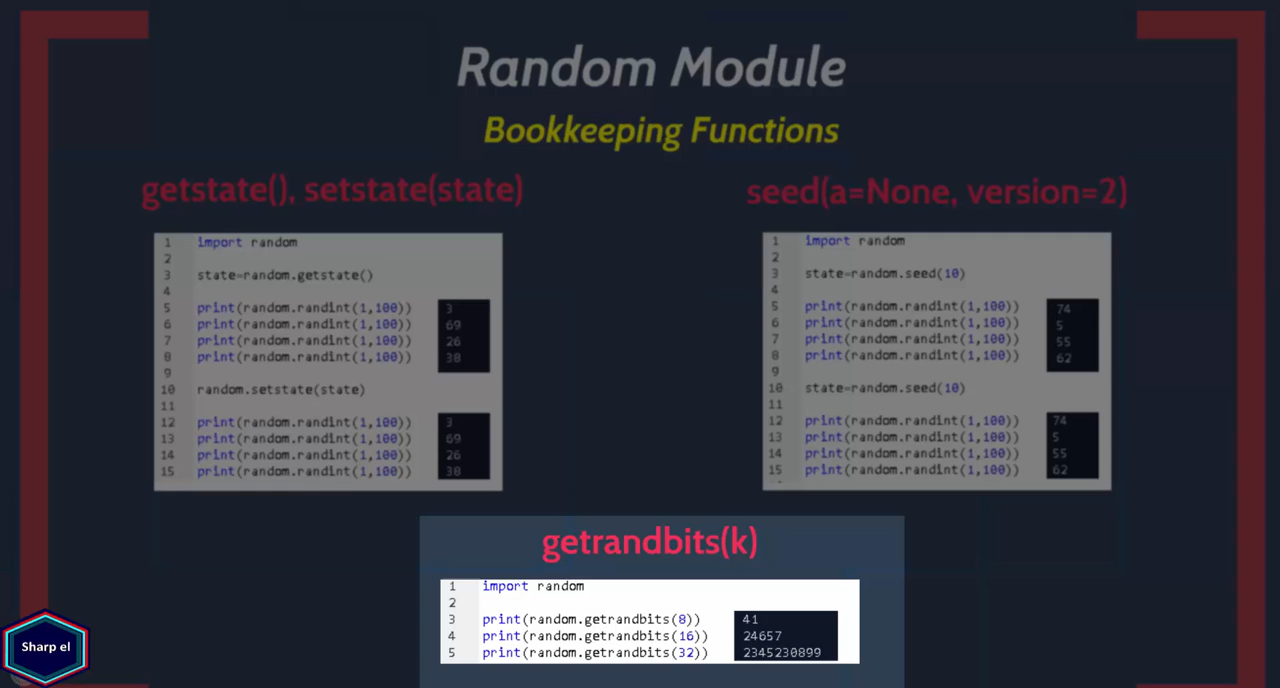 Random Module
Bookkeeping Functions
getstate(), setstate(state)
1 import random
2
3 state=random.getstate()
4
5 print(random.randint(1,100)) 3
6 print(random.randint(1,100)) 69
7 print(random.randint(1,100)) 26
8 print(random.randint(1,100)) 38
9
10 random.setstate(state)
11
12 print(random.randint(1,100)) 3
13 print(random.randint(1,100)) 69
14 print(random.randint(1,100)) 26
15 print(random.randint(1,100)) 38
seed(a=None, version=2)
1 import random
2
3 state=random.seed(10)
4
5 print(random.randint(1,100)) 74
6 print(random.randint(1,100)) 5
7 print(random.randint(1,100)) 55
8 print(random.randint(1,100)) 62
9
10 state=random.seed(10)
11
12 print(random.randint(1,100)) 74
13 print(random.randint(1,100)) 5
14 print(random.randint(1,100)) 55
15 print(random.randint(1,100)) 62
getrandbits(k)
1 import random
2
3 print(random.getrandbits(8)) 41
4 print(random.getrandbits(16)) 24657
5 print(random.getrandbits(32)) 2345230899
Sharp el